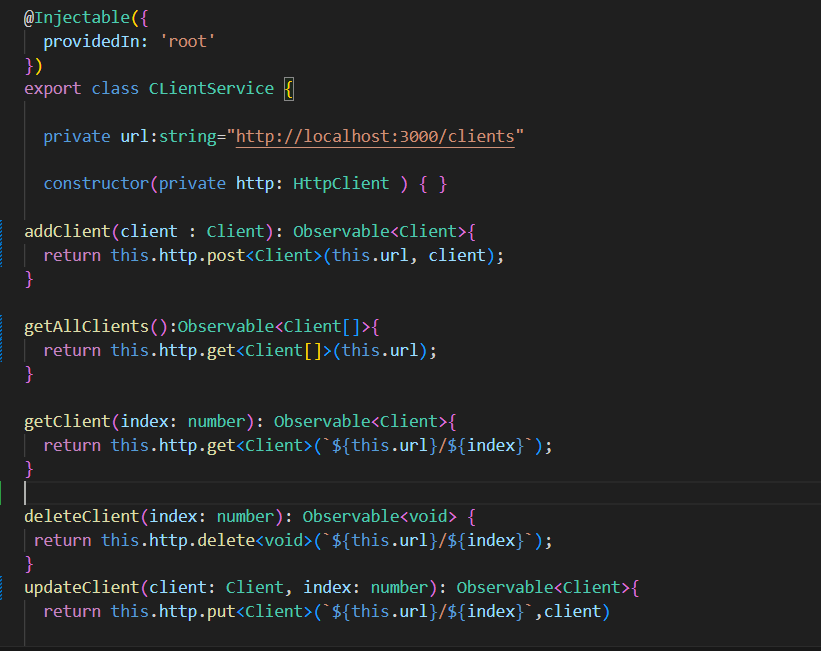 @Injectable({
  providedIn: 'root'
})
export class CLientService {
  private url:string="http://localhost:3000/clients"
  constructor(private http: HttpClient ) { }
addClient(client : Client): Observable<Client>{
  return this.http.post<Client>(this.url, client);
}
getAllClients():Observable<Client[]>{
  return this.http.get<Client[]>(this.url);
}
getClient(index: number): Observable<Client>{
  return this.http.get<Client>(`${this.url}/${index}`);
}
deleteClient(index: number): Observable<void> {
 return this.http.delete<void>(`${this.url}/${index}`);
}
updateClient(client: Client, index: number): Observable<Client>{
  return this.http.put<Client>(`${this.url}/${index}`,client)